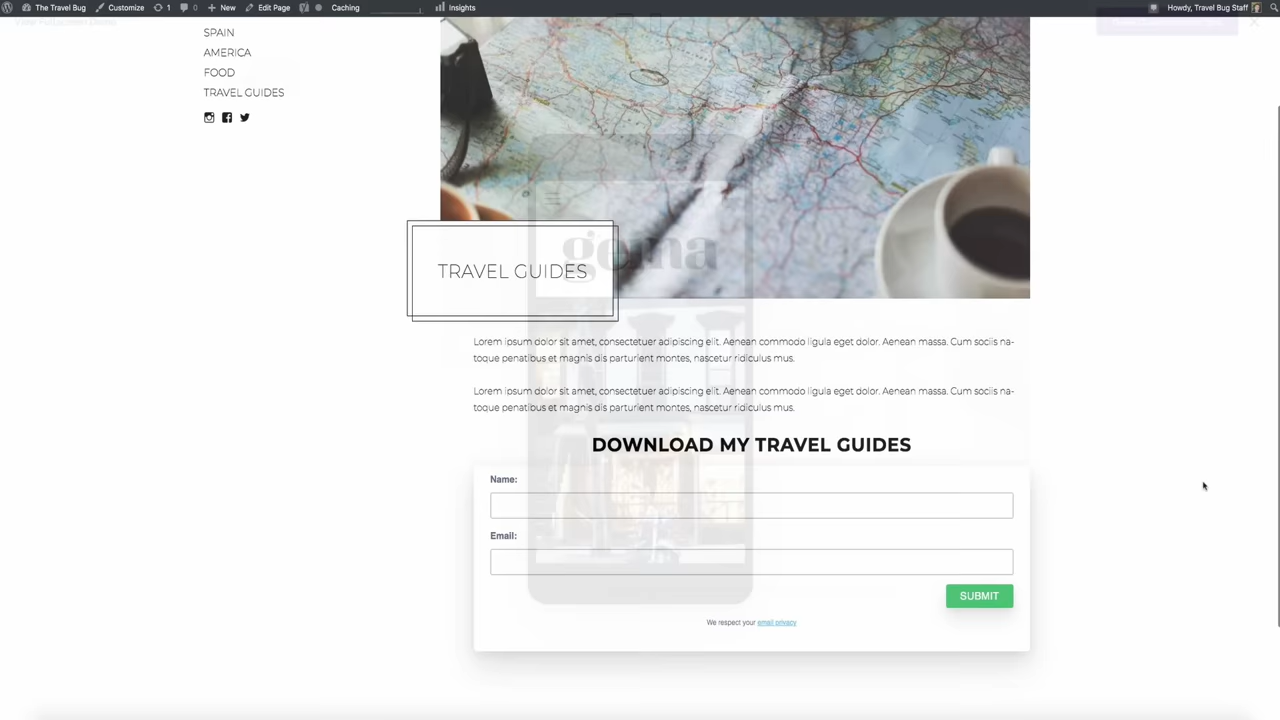 The Travel Bug
Customize
1
0
New
Edit Page
Caching
Insights
Howdy, Travel Bug Staff
View Fullscreen Demo
SPAIN
AMERICA
FOOD
TRAVEL GUIDES
goma
TRAVEL GUIDES
Lorem ipsum dolor sit amet, consectetuer adipiscing elit. Aenean commodo ligula eget dolor. Aenean massa. Cum sociis na-
toque penatibus et magnis dis parturient montes, nascetur ridiculus mus.
Lorem ipsum dolor sit amet, consectetuer adipiscing elit. Aenean commodo ligula eget dolor. Aenean massa. Cum sociis na-
toque penatibus et magnis dis parturient montes, nascetur ridiculus mus.
DOWNLOAD MY TRAVEL GUIDES
Name:
Email:
SUBMIT
We respect your email privacy